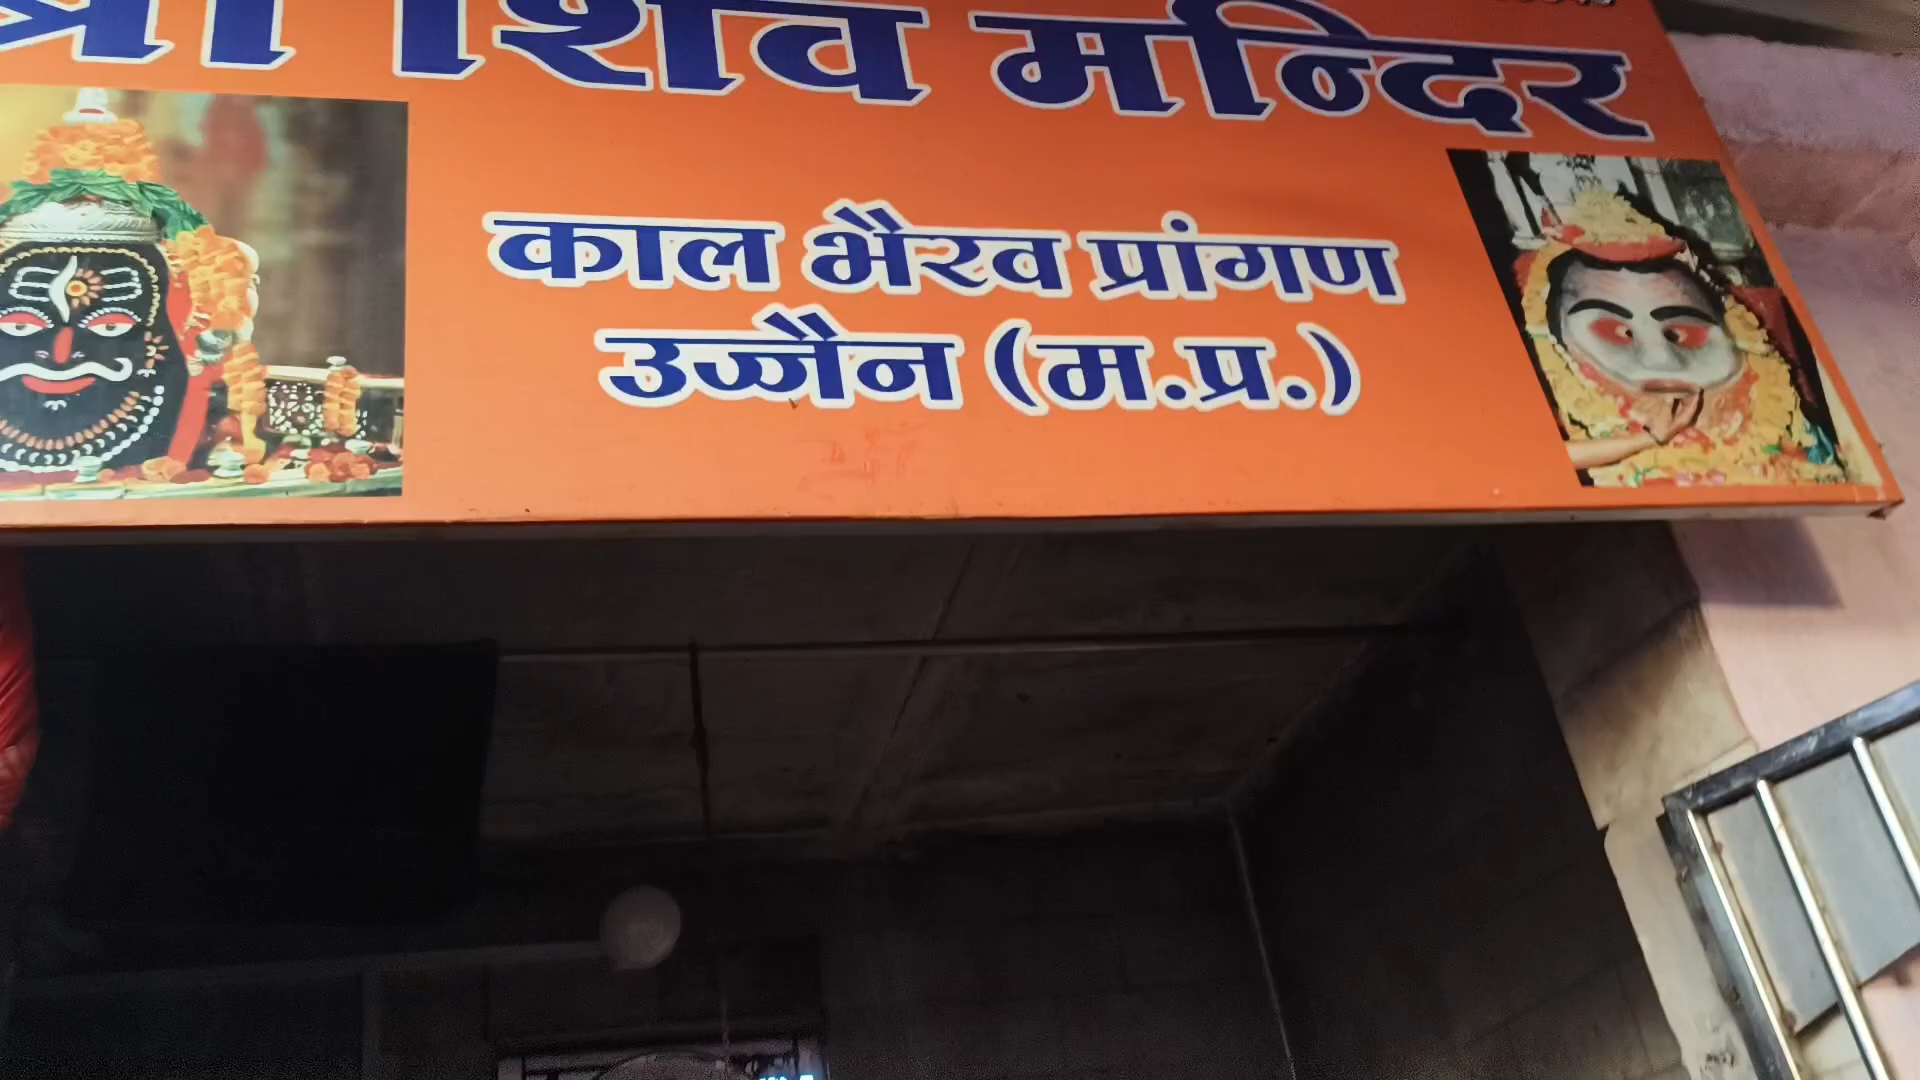 श्री शिव मन्दिर
काल भैरव प्रांगण
उज्जैन (म.प्र.)